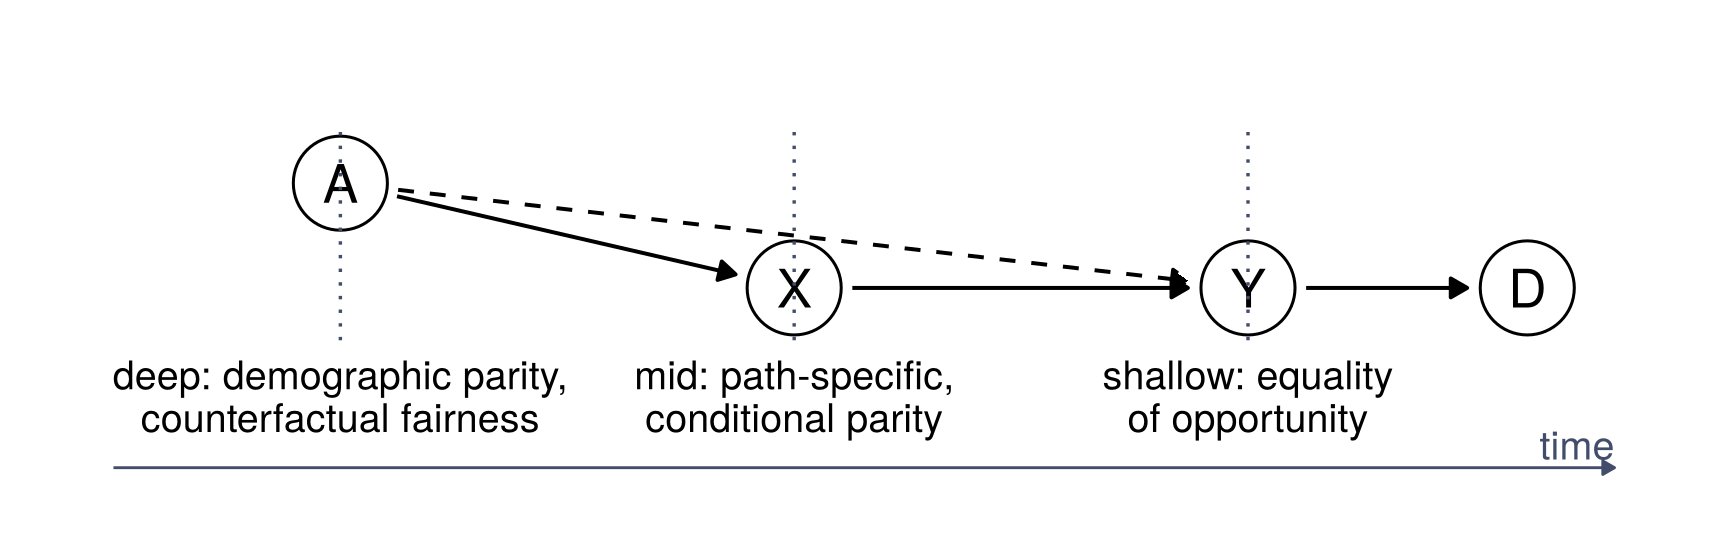 A
X
Y
D
deep: demographic parity,
counterfactual fairness
mid: path-specific,
conditional parity
shallow: equality
of opportunity
time